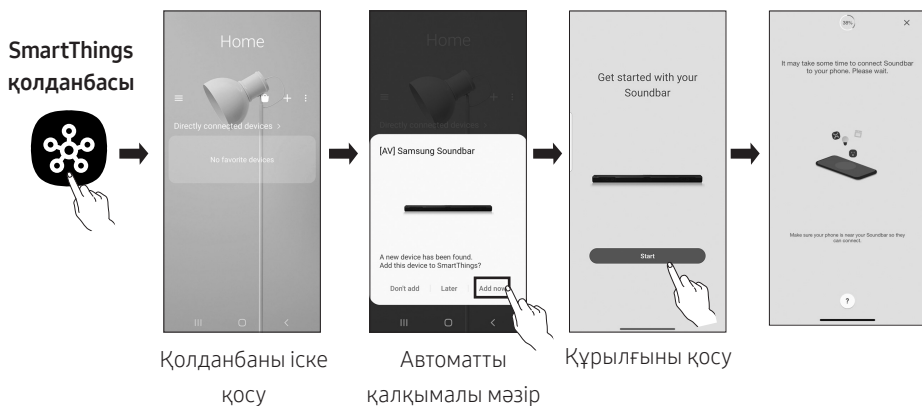 SmartThings
қолданбасы
Home
Directly connected devices >
No favotie devices
Home
Directly connected devices >
[AV] Samsung Soundbar
A new device has been found.
Add this device to SmartThings?
Don't add
Later
Add now
Get started with your
Soundbar
Start
38%
It may take some time to connect Soundbar
to your phone. Please wait.
Make sure your phone is near your Soundbar so they
can connect.
?
Қолданбаны іске
қосу
Автоматты
қалқымалы мәзір
Құрылғыны қосу